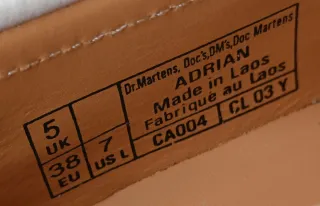 Dr.Martens, Doc's,DM's,Doc Martens
ADRIAN
Made in Laos
Fabriqué au Laos
5
UK
38
EU
7
US L
CA004
CL 03 Y